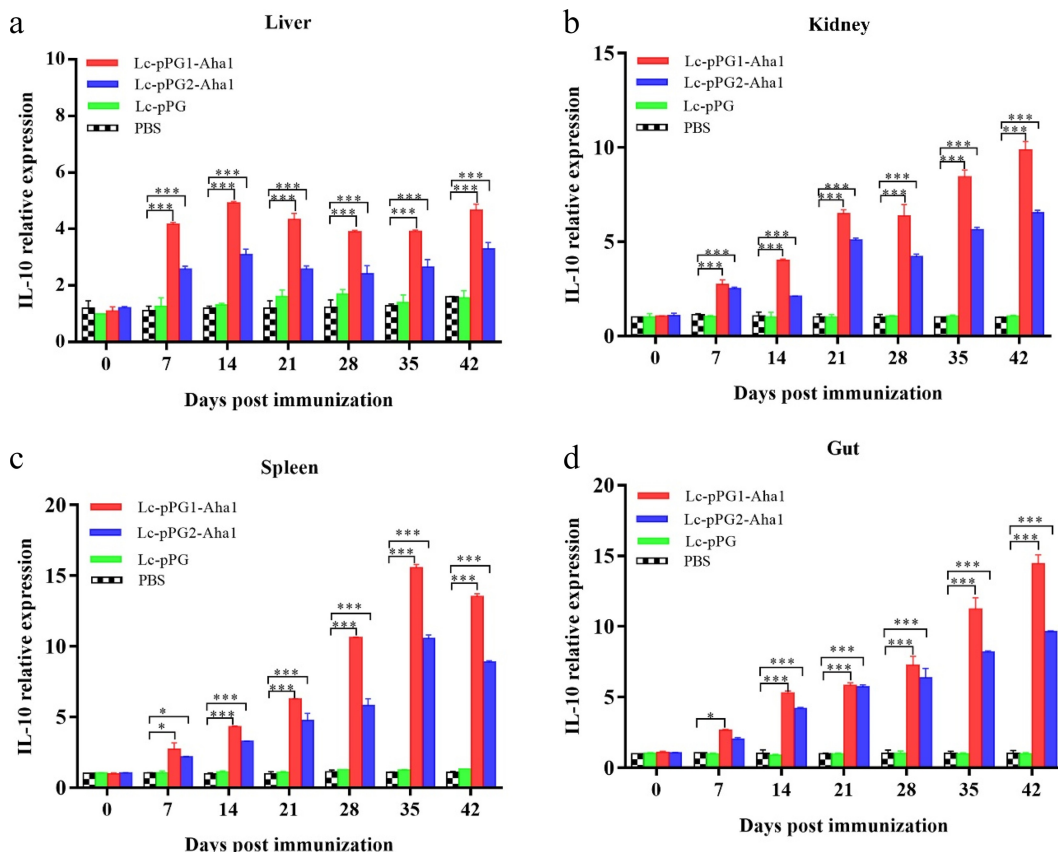 a
Liver
IL-10 relative expression
10
8
6
4
2
0
Lc-pPG1-Aha1
Lc-pPG2-Aha1
Lc-pPG
PBS
*** *** *** *** *** *** *** *** *** *** *** ***
0 7 14 21 28 35 42
Days post immunization
b
Kidney
IL-10 relative expression
15
10
5
0
Lc-pPG1-Aha1
Lc-pPG2-Aha1
Lc-pPG
PBS
*** *** *** *** *** *** *** *** *** *** *** ***
0 7 14 21 28 35 42
Days post immunization
c
Spleen
IL-10 relative expression
20
15
10
5
0
Lc-pPG1-Aha1
Lc-pPG2-Aha1
Lc-pPG
PBS
* * *** *** *** *** *** *** *** *** *** ***
0 7 14 21 28 35 42
Days post immunization
d
Gut
IL-10 relative expression
20
15
10
5
0
Lc-pPG1-Aha1
Lc-pPG2-Aha1
Lc-pPG
PBS
* *** *** *** *** *** *** *** *** *** ***
0 7 14 21 28 35 42
Days post immunization